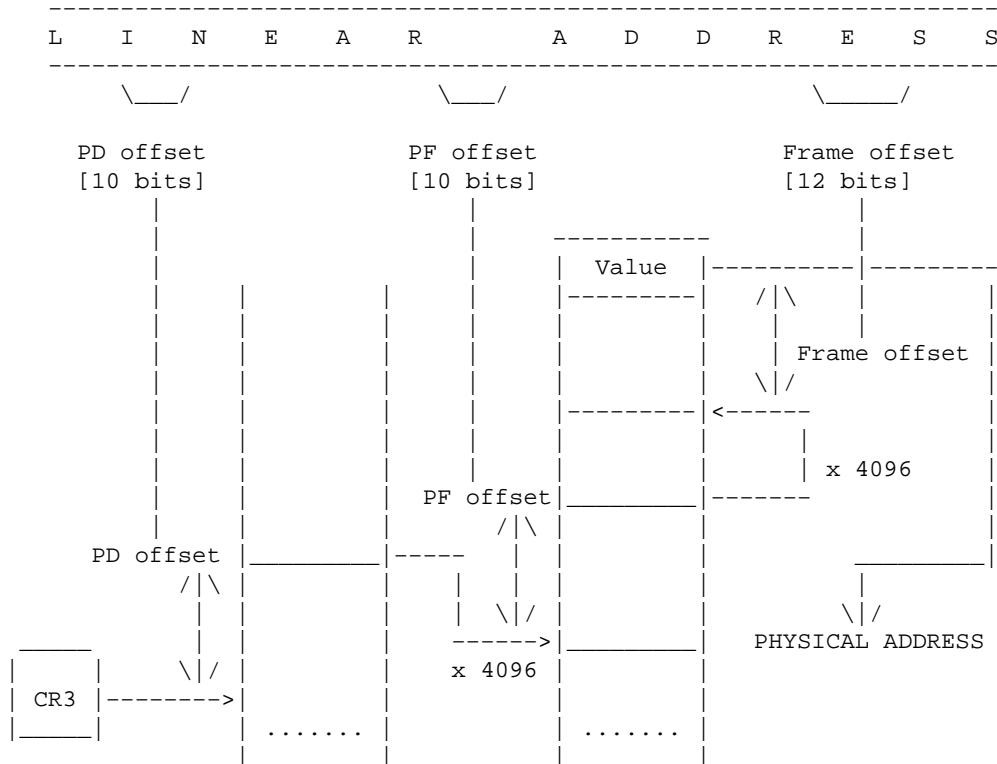 L I N E A R A D D R E S S
PD offset PF offset Frame offset
[10 bits] [10 bits] [12 bits]
Value
Frame offset
x 4096
PF offset
PD offset
PHYSICAL ADDRESS
x 4096
CR3
....... .......